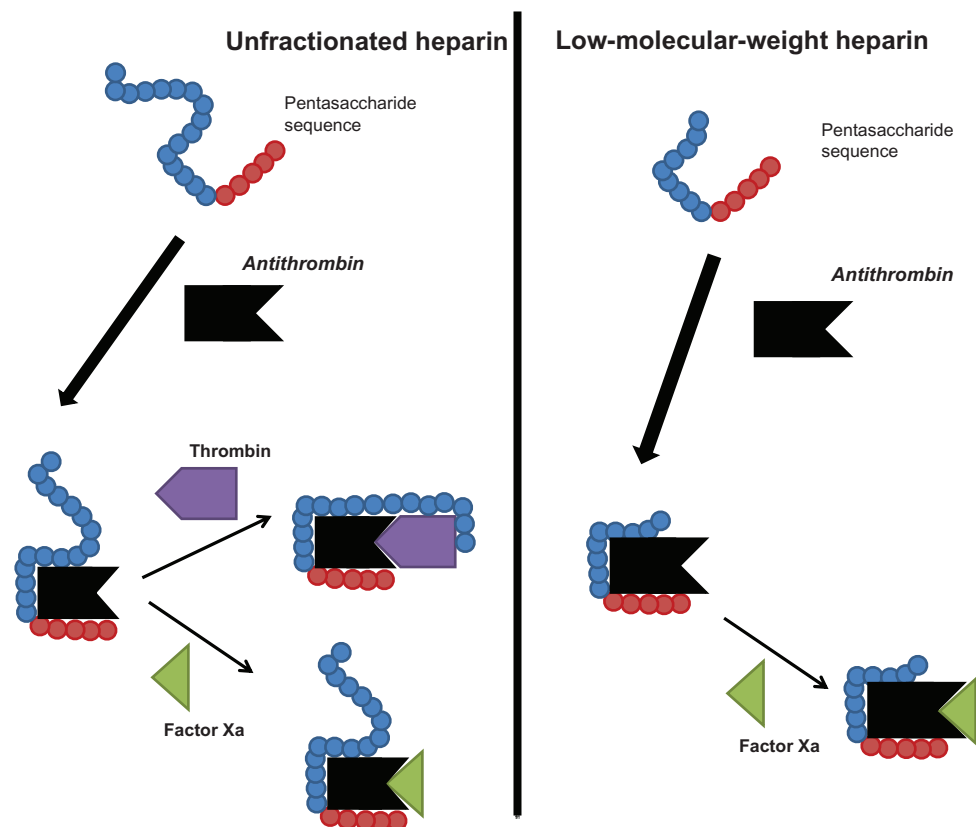 Unfractionated heparin
Pentasaccharide
sequence
Antithrombin
Thrombin
Factor Xa
Low-molecular-weight heparin
Pentasaccharide
sequence
Antithrombin
Factor Xa